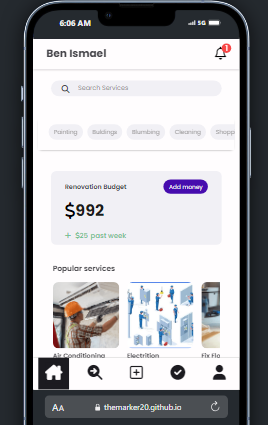 6:06 AM
5G
Ben Ismael
1
Search Services
Painting Buldings Blumbing Cleaning Shopp
Renovation Budget
Add money
$992
+ $25 past week
Popular services
Air Conditioning Electrition Fix Flo
AA themarker20.github.io